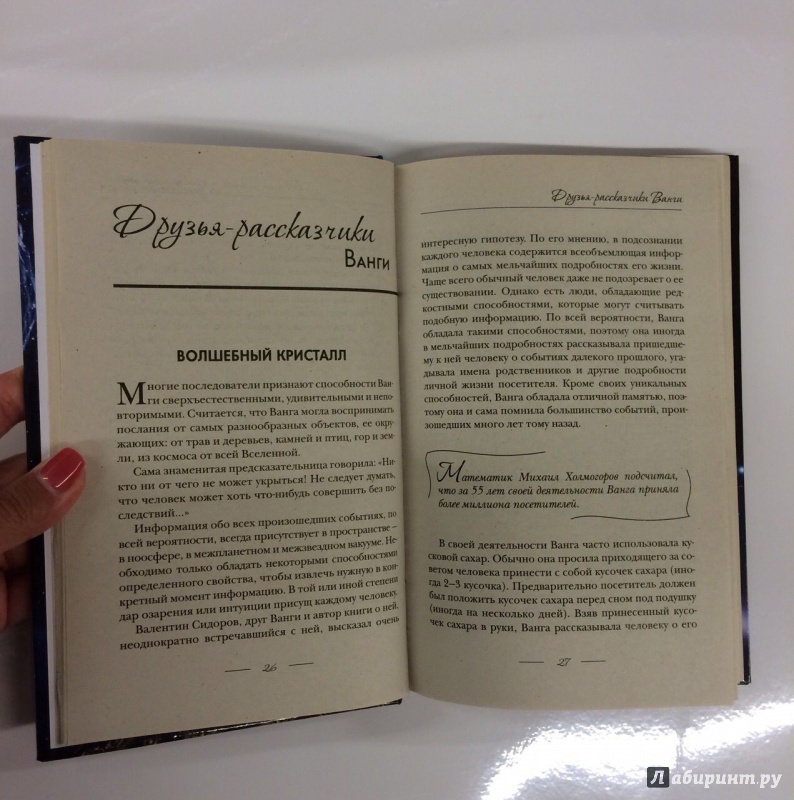 Друзья-рассказчики
Ванги
ВОЛШЕБНЫЙ КРИСТАЛЛ
Многие последователи признают способности Ван-
ги сверхъестественными, удивительными и непо-
вторимыми. Считается, что Ванга могла воспринимать
послания от самых разнообразных объектов, ее окру-
жающих: от трав и деревьев, камней и птиц, гор и зем-
ли, из космоса от всей Вселенной.
Сама знаменитая предсказательница говорила: «Ни-
кто ни от чего не может укрыться! Не следует думать,
что человек может хоть что-нибудь совершить без по-
следствий...»
Информация обо всех произошедших событиях, по
всей вероятности, всегда присутствует в пространстве –
в ноосфере, в межпланетном и межзвездном вакууме. Не-
обходимо только обладать некоторыми способностями
определенного свойства, чтобы извлечь нужную в кон-
кретный момент информацию. В той или иной степени
дар озарения или интуиции присущ каждому человеку.
Валентин Сидоров, друг Ванги и автор книги о ней,
неоднократно встречавшийся с ней, высказал очень
26
Друзья-рассказчики Ванги
интересную гипотезу. По его мнению, в подсознании
каждого человека содержится всеобъемлющая инфор-
мация о самых мельчайших подробностях его жизни.
Чаще всего обычный человек даже не подозревает о ее
существовании. Однако есть люди, обладающие ред-
костными способностями, которые могут считывать
подобную информацию. По всей вероятности, Ванга
обладала такими способностями, поэтому она иногда
в мельчайших подробностях рассказывала пришедше-
му к ней человеку о событиях далекого прошлого, уга-
дывала имена родственников и другие подробности
личной жизни посетителя. Кроме своих уникальных
способностей, Ванга обладала отличной памятью, поэ-
тому она и сама помнила большинство событий, прои-
зошедших много лет тому назад.
Математик Михаил Холмогоров подсчитал,
что за 55 лет своей деятельности Ванга приняла
более миллиона посетителей.
В своей деятельности Ванга часто использовала ку-
сковой сахар. Обычно она просила приходящего за со-
ветом человека принести с собой кусочек сахара (ино-
гда 2–3 кусочка). Предварительно посетитель должен
был положить кусочек сахара перед сном под подушку
(иногда на несколько дней). Взяв принесенный кусо-
чек сахара в руки, Ванга рассказывала человеку о его
27
Лабиринт.ру